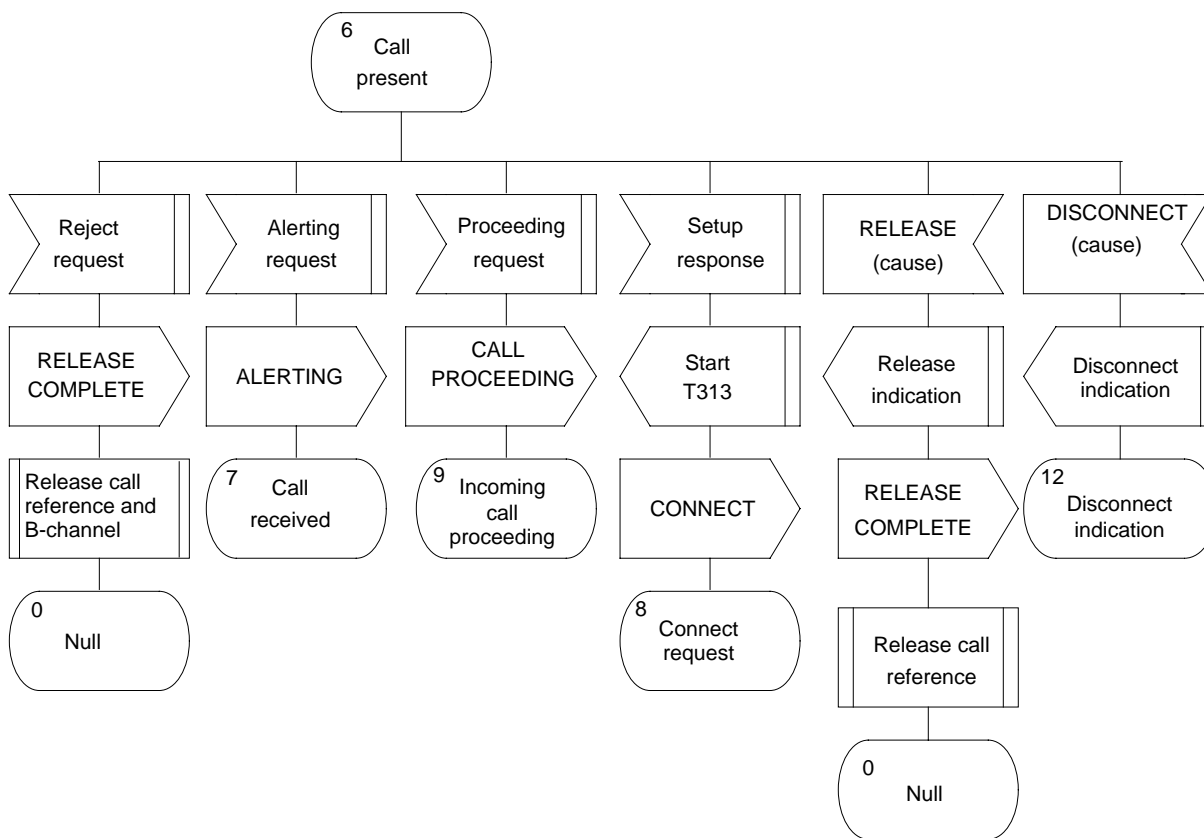 6
Call
present
Reject
request
Alerting
request
Proceeding
request
Setup
response
RELEASE
(cause)
DISCONNECT
(cause)
RELEASE
COMPLETE
ALERTING
CALL
PROCEEDING
Start
T313
Release
indication
Disconnect
indication
Release call
reference and
B-channel
7
Call
received
9
Incoming
call
proceeding
CONNECT
RELEASE
COMPLETE
12
Disconnect
indication
0
Null
8
Connect
request
Release call
reference
0
Null